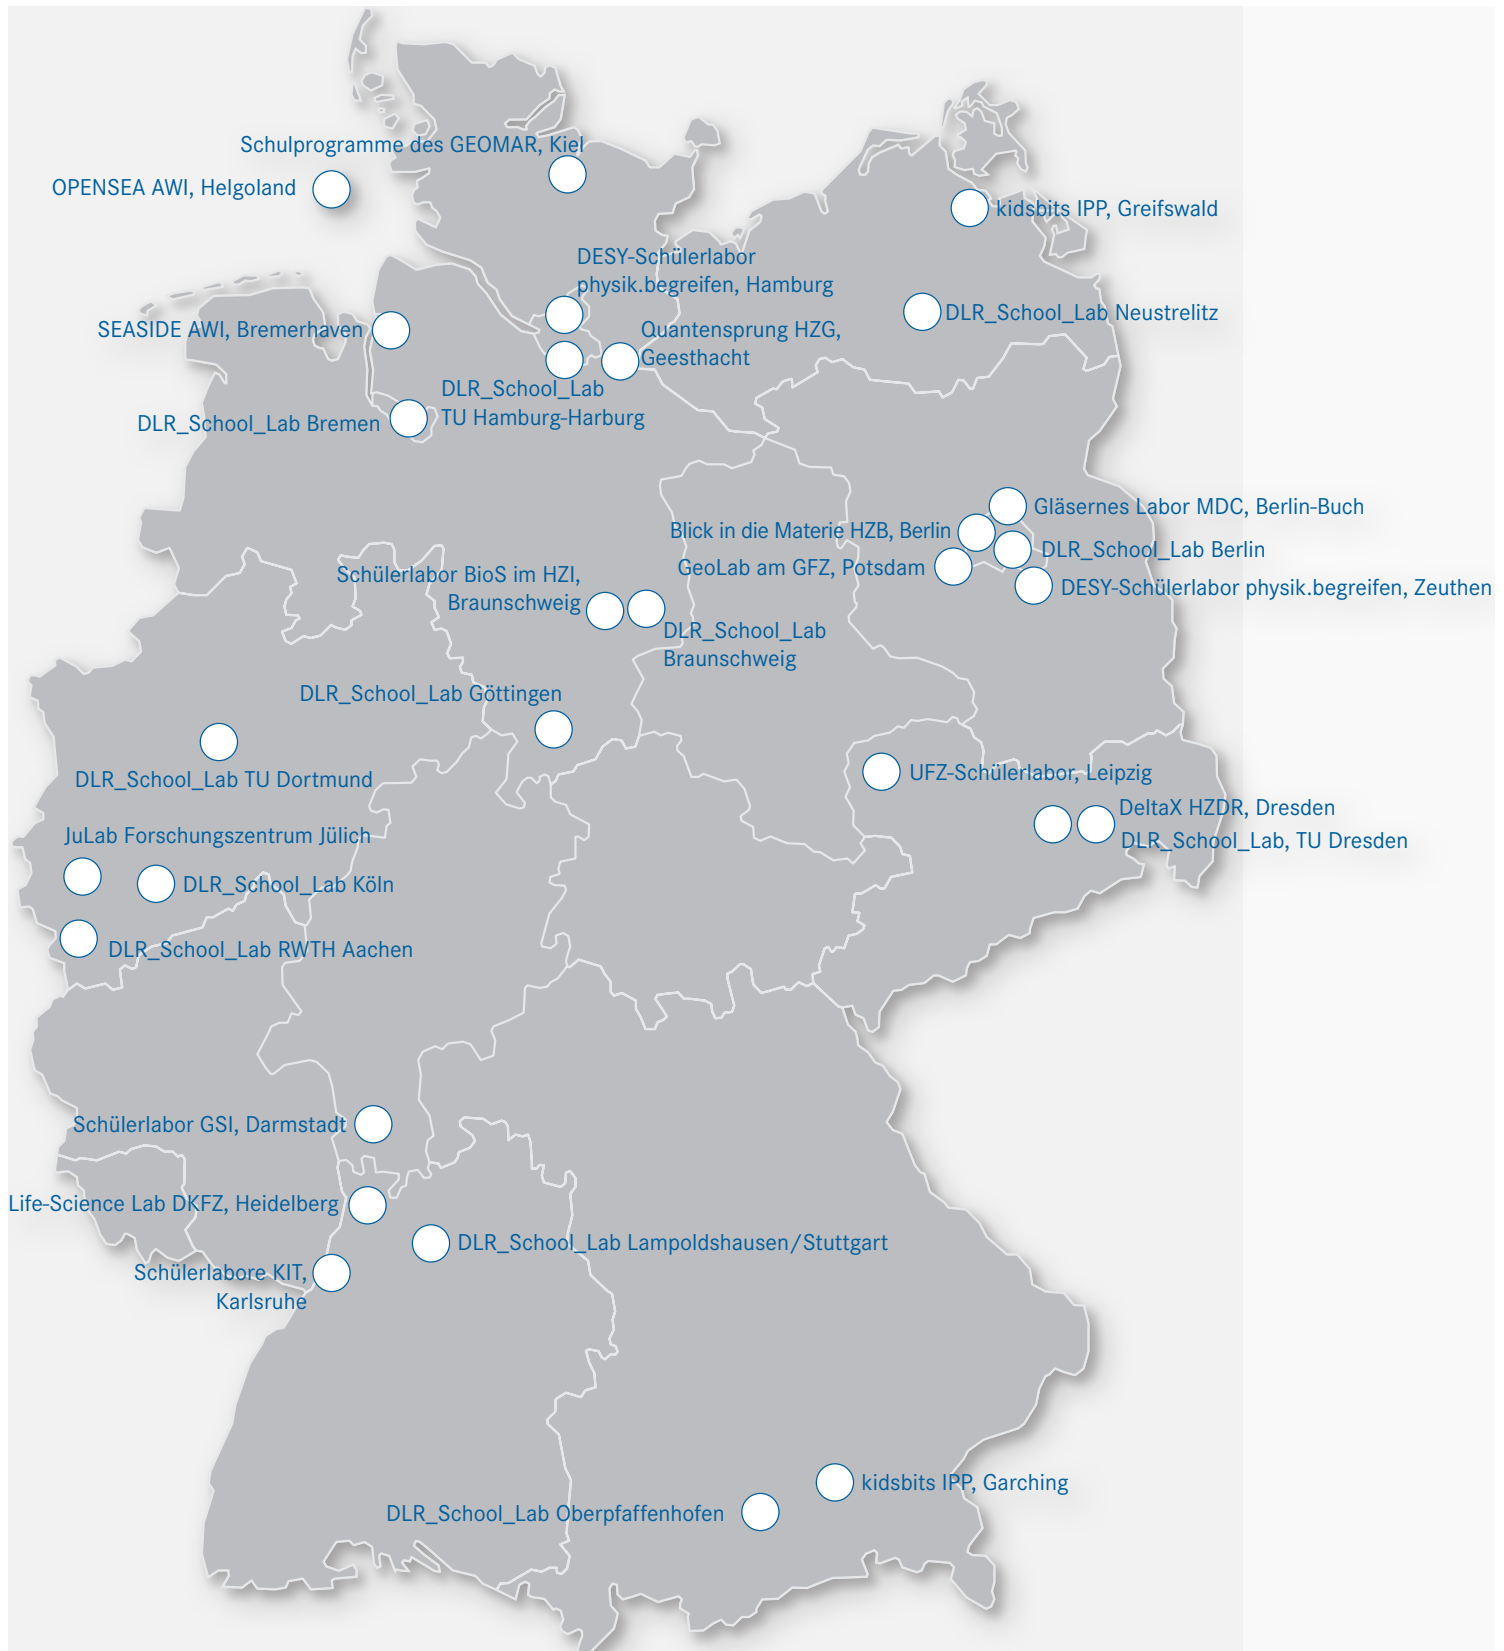 Schulprogramme des GEOMAR, Kiel
OPENSEA AWI, Helgoland
kidsbits IPP, Greifswald
DESY-Schülerlabor
physik.begreifen, Hamburg
DLR_School_Lab Neustrelitz
SEASIDE AWI, Bremerhaven
Quantensprung HZG,
Geesthacht
DLR_School_Lab
TU Hamburg-Harburg
DLR_School_Lab Bremen
Gläsernes Labor MDC, Berlin-Buch
Blick in die Materie HZB, Berlin
DLR_School_Lab Berlin
GeoLab am GFZ, Potsdam
DESY-Schülerlabor physik.begreifen, Zeuthen
Schülerlabor BioS im HZI,
Braunschweig
DLR_School_Lab
Braunschweig
DLR_School_Lab Göttingen
DLR_School_Lab TU Dortmund
UFZ-Schülerlabor, Leipzig
DeltaX HZDR, Dresden
DLR_School_Lab, TU Dresden
JuLab Forschungszentrum Jülich
DLR_School_Lab Köln
DLR_School_Lab RWTH Aachen
Schülerlabor GSI, Darmstadt
Life-Science Lab DKFZ, Heidelberg
DLR_School_Lab Lampoldshausen/Stuttgart
Schülerlabore KIT,
Karlsruhe
kidsbits IPP, Garching
DLR_School_Lab Oberpfaffenhofen